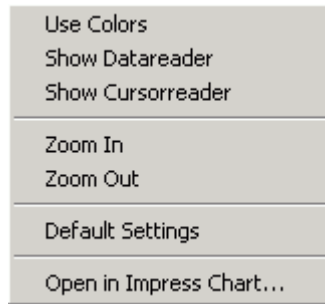 Use Colors
Show Datareader
Show Cursorreader
Zoom In
Zoom Out
Default Settings
Open in Impress Chart...